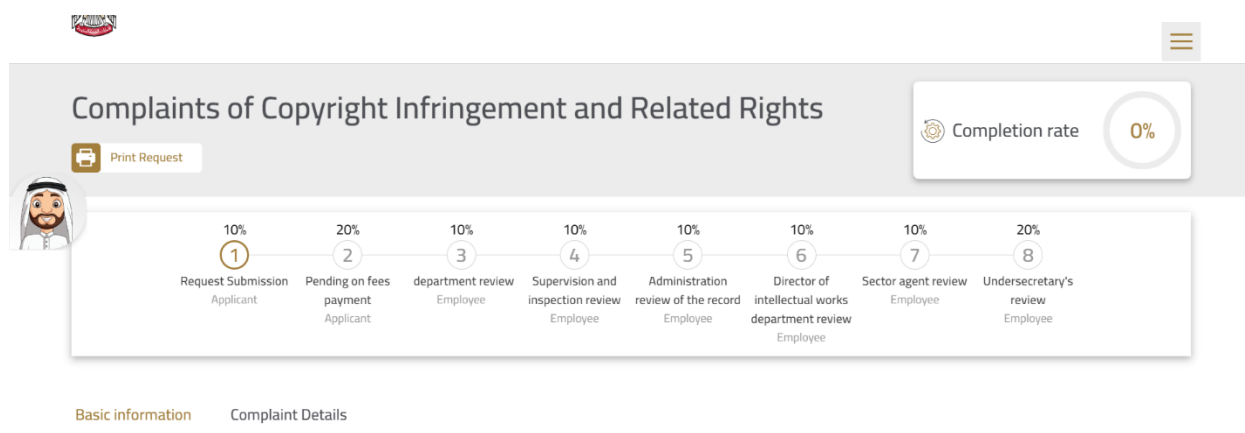 Complaints of Copyright Infringement and Related Rights
Print Request
Completion rate
0%
10%
20%
10%
10%
10%
10%
10%
20%
1
2
3
4
5
6
7
8
Request Submission
Applicant
Pending on fees
payment
Applicant
department review
Employee
Supervision and
inspection review
Employee
Administration
review of the record
Employee
Director of
intellectual works
department review
Employee
Sector agent review
Employee
Undersecretary's
review
Employee
Basic information
Complaint Details